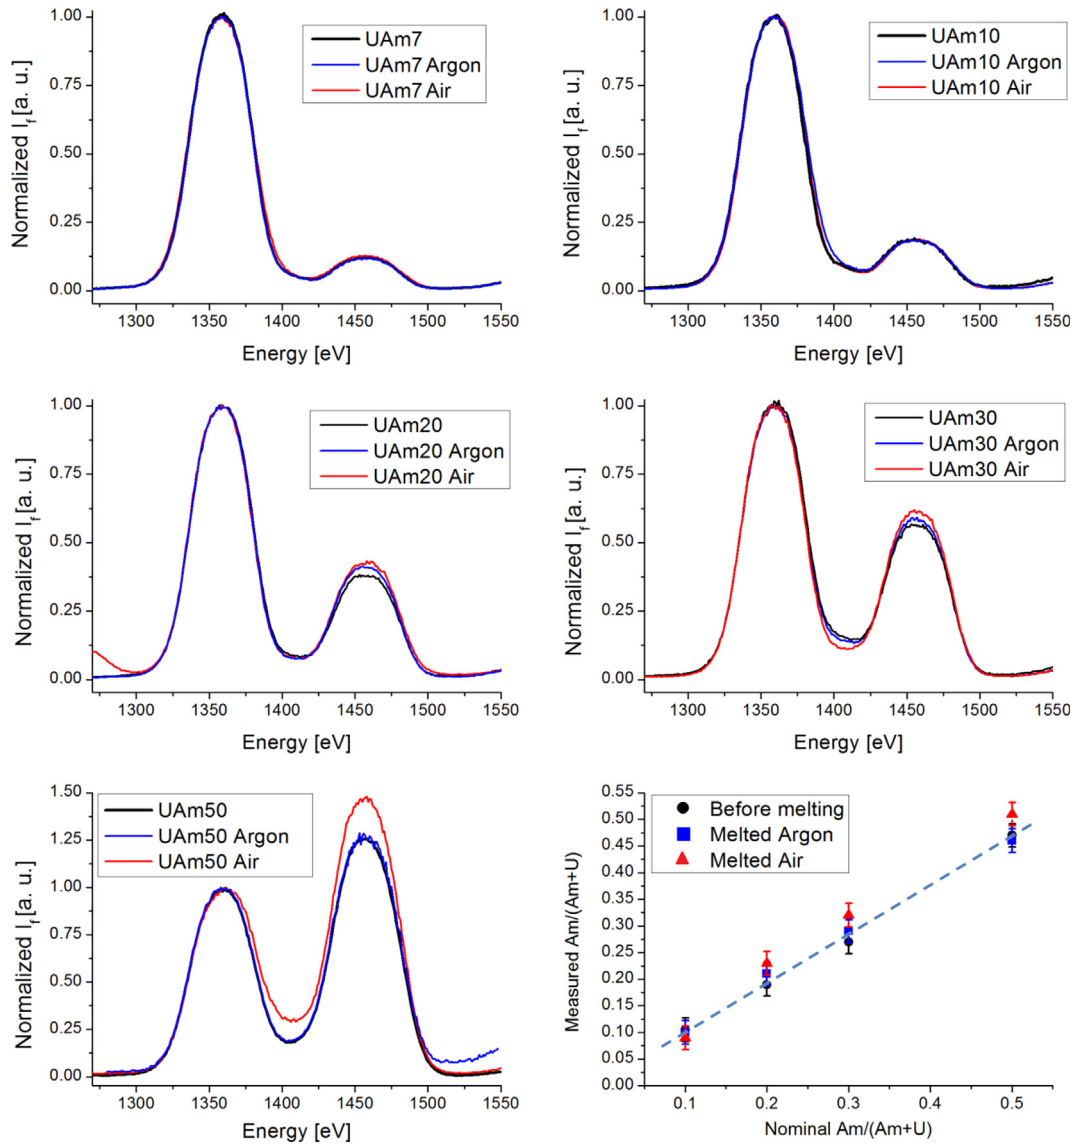 1.00
0.75
0.50
0.25
0.00
Normalized I_f [a. u.]
UAm7
UAm7 Argon
UAm7 Air
1300 1350 1400 1450 1500 1550
Energy [eV]
1.00
0.75
0.50
0.25
0.00
Normalized I_f [a. u.]
UAm10
UAm10 Argon
UAm10 Air
1300 1350 1400 1450 1500 1550
Energy [eV]
1.00
0.75
0.50
0.25
0.00
Normalized I_f [a. u.]
UAm20
UAm20 Argon
UAm20 Air
1300 1350 1400 1450 1500 1550
Energy [eV]
1.00
0.75
0.50
0.25
0.00
Normalized I_f [a. u.]
UAm30
UAm30 Argon
UAm30 Air
1300 1350 1400 1450 1500 1550
Energy [eV]
1.50
1.25
1.00
0.75
0.50
0.25
0.00
Normalized I_f [a. u.]
UAm50
UAm50 Argon
UAm50 Air
1300 1350 1400 1450 1500 1550
Energy [eV]
0.55
0.50
0.45
0.40
0.35
0.30
0.25
0.20
0.15
0.10
0.05
0.00
Measured Am/(Am+U)
Before melting
Melted Argon
Melted Air
0.1 0.2 0.3 0.4 0.5
Nominal Am/(Am+U)